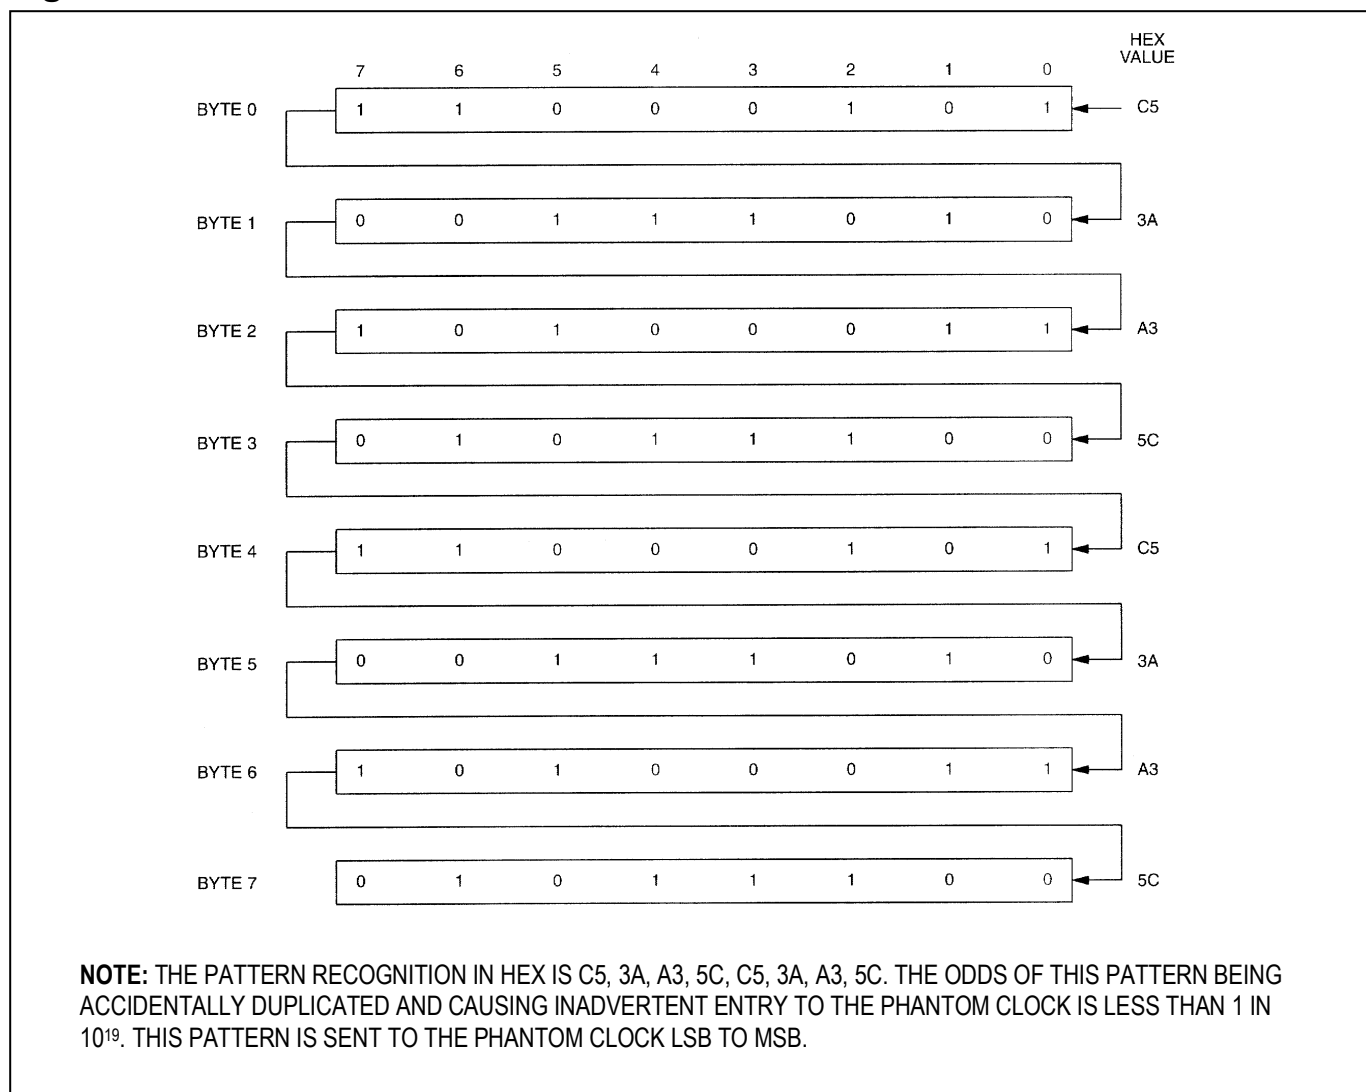 HEX
VALUE
7 6 5 4 3 2 1 0
BYTE 0 1 1 0 0 0 1 0 1 C5
BYTE 1 0 0 1 1 1 0 1 0 3A
BYTE 2 1 0 1 0 0 0 1 1 A3
BYTE 3 0 1 0 1 1 1 0 0 5C
BYTE 4 1 1 0 0 0 1 0 1 C5
BYTE 5 0 0 1 1 1 0 1 0 3A
BYTE 6 1 0 1 0 0 0 1 1 A3
BYTE 7 0 1 0 1 1 1 0 0 5C
NOTE: THE PATTERN RECOGNITION IN HEX IS C5, 3A, A3, 5C, C5, 3A, A3, 5C. THE ODDS OF THIS PATTERN BEING
ACCIDENTALLY DUPLICATED AND CAUSING INADVERTENT ENTRY TO THE PHANTOM CLOCK IS LESS THAN 1 IN
10¹⁹. THIS PATTERN IS SENT TO THE PHANTOM CLOCK LSB TO MSB.